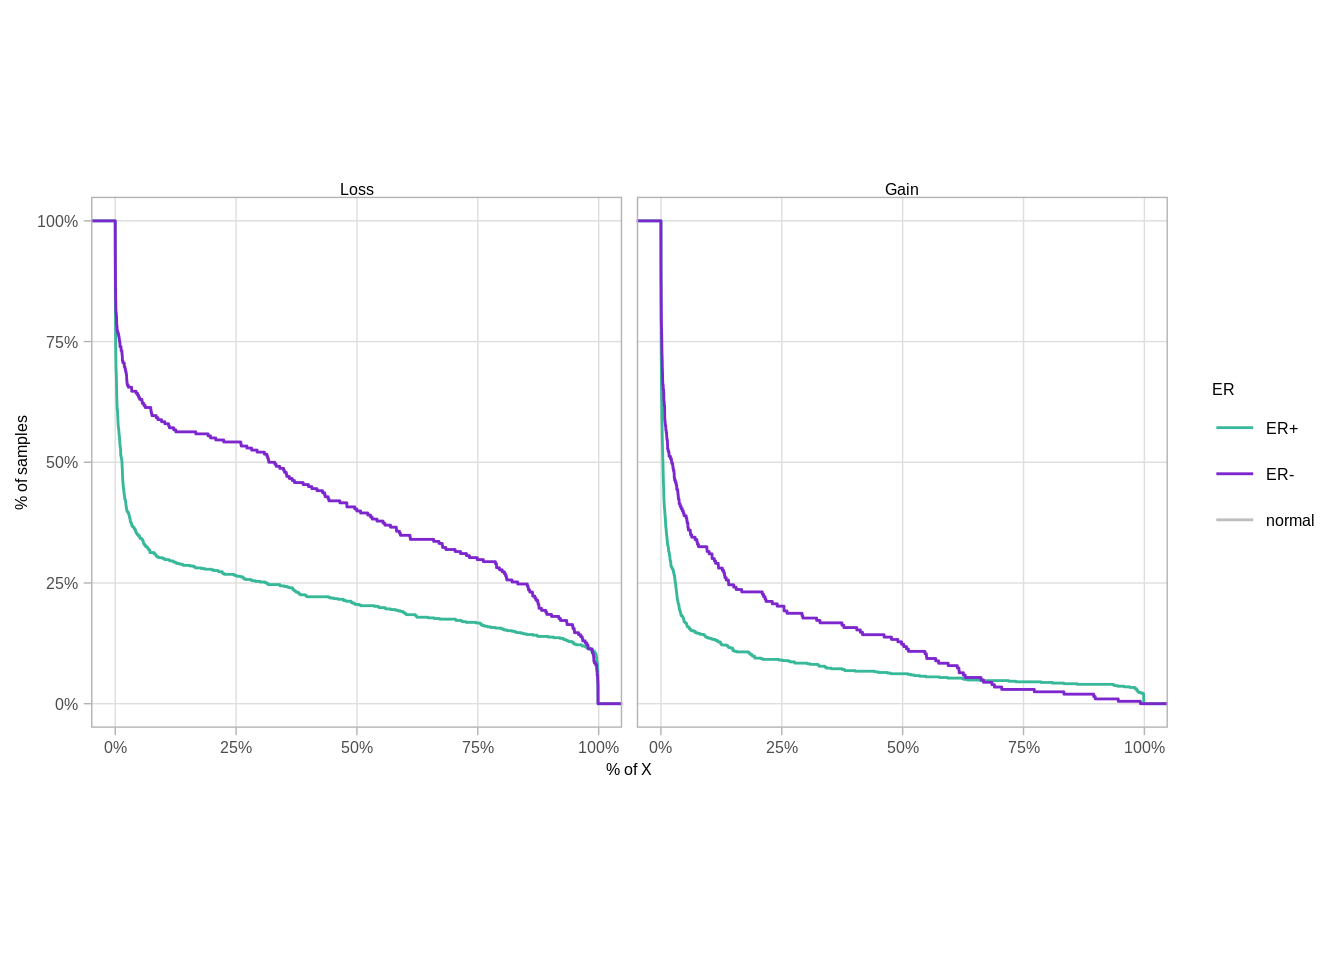 Loss
Gain
100%
75%
50%
25%
0%
% of samples
0% 25% 50% 75% 100%
0% 25% 50% 75% 100%
% of X
ER
ER+
ER-
normal